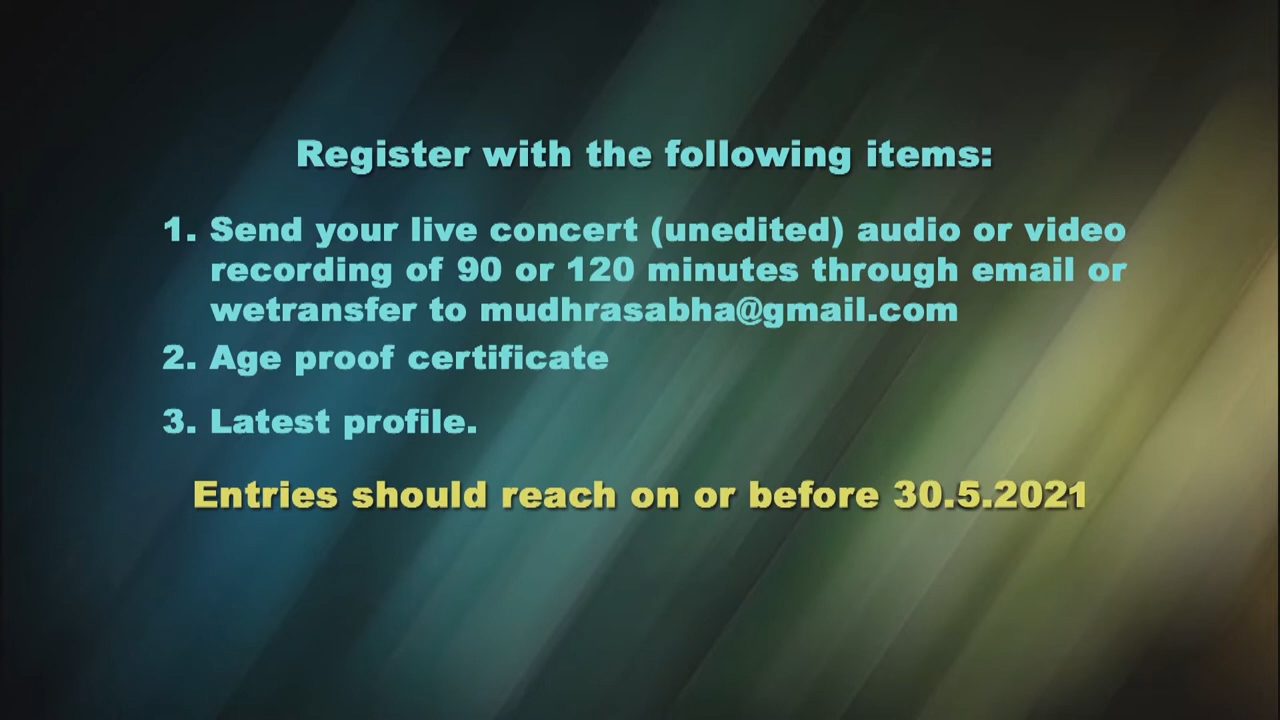 Register with the following items:
1. Send your live concert (unedited) audio or video
recording of 90 or 120 minutes through email or
wetransfer to mudhrasabha@gmail.com
2. Age proof certificate
3. Latest profile.
Entries should reach on or before 30.5.2021